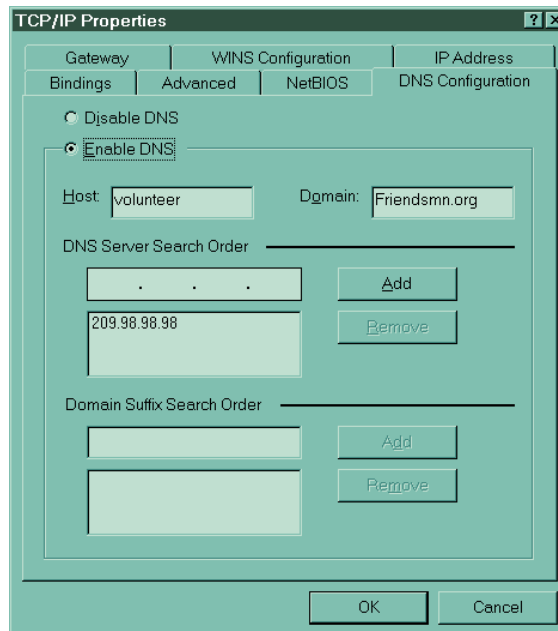 TCP/IP Properties
Gateway WINS Configuration IP Address
Bindings Advanced NetBIOS DNS Configuration
Disable DNS
Enable DNS
Host: volunteer Domain: Friendsmn.org
DNS Server Search Order
. . . Add
209.98.98.98 Remove
Domain Suffix Search Order
Add
Remove
OK Cancel